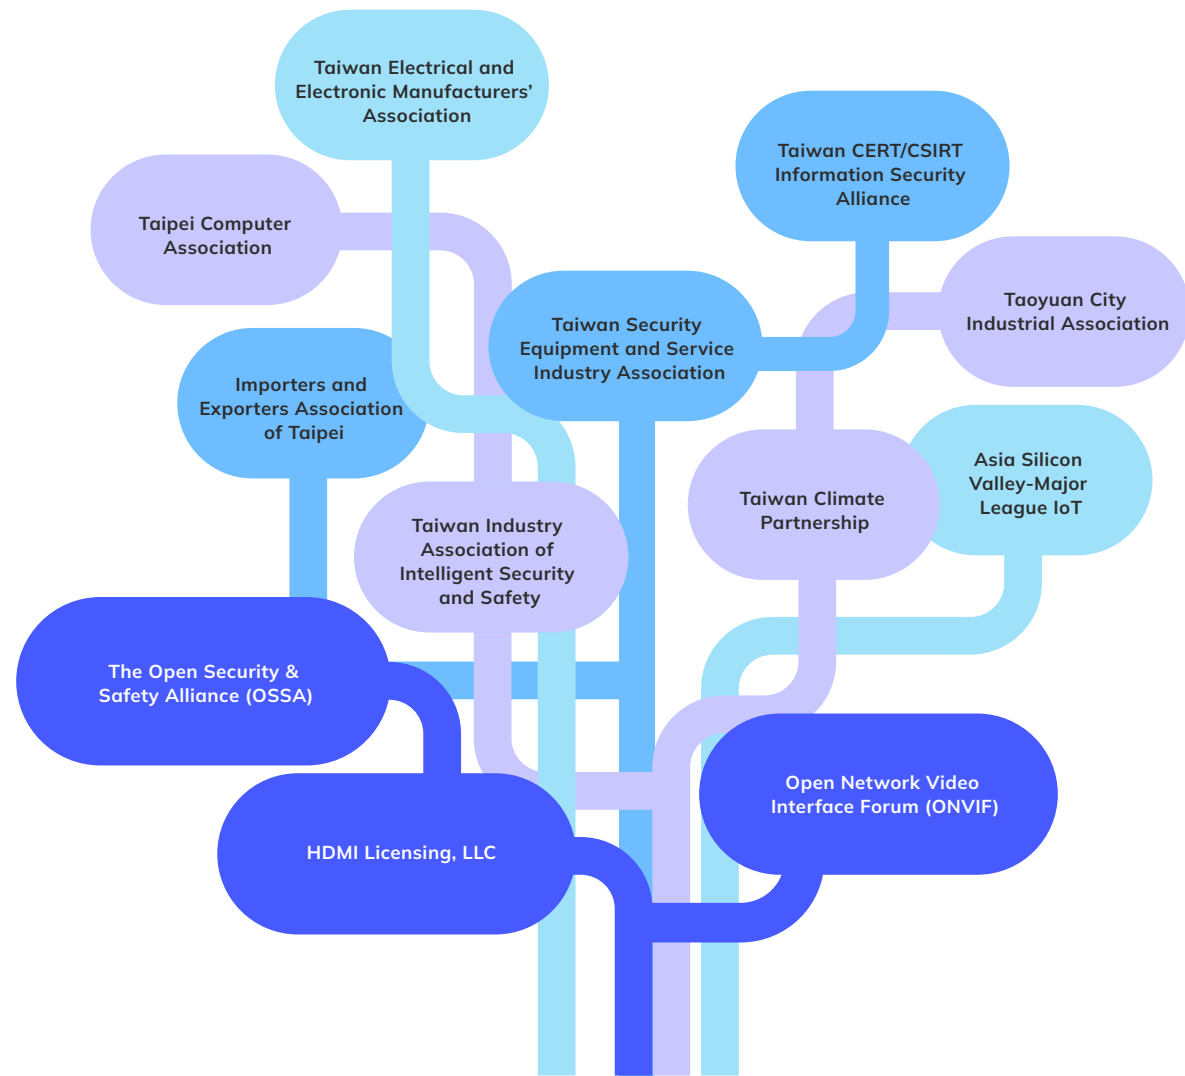 Taiwan Electrical and
Electronic Manufacturers’
Association
Taiwan CERT/CSIRT
Information Security
Alliance
Taipei Computer
Association
Taoyuan City
Industrial Association
Taiwan Security
Equipment and Service
Industry Association
Importers and
Exporters Association
of Taipei
Asia Silicon
Valley-Major
League IoT
Taiwan Climate
Partnership
Taiwan Industry
Association of
Intelligent Security
and Safety
The Open Security &
Safety Alliance (OSSA)
Open Network Video
Interface Forum (ONVIF)
HDMI Licensing, LLC